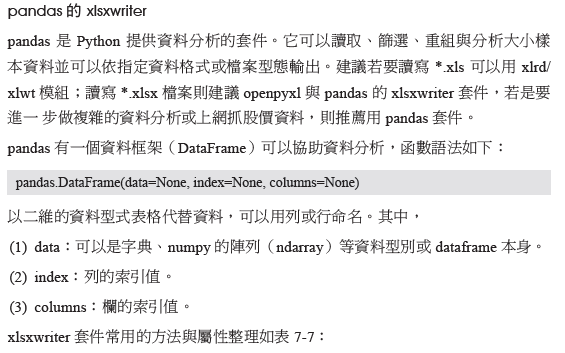 pandas 的 xlsxwriter
pandas 是 Python 提供資料分析的套件。它可以讀取、篩選、重組與分析大小樣
本資料並可以依指定資料格式或檔案型態輸出。建議若要讀寫 *.xls 可以用 xlrd/
xlwt 模組;讀寫 *.xlsx 檔案則建議 openpyxl 與 pandas 的 xlsxwriter 套件,若是要
進一步做複雜的資料分析或上網抓股價資料,則推薦用 pandas 套件。
pandas 有一個資料框架(DataFrame)可以協助資料分析,函數語法如下:
pandas.DataFrame(data=None, index=None, columns=None)
以二維的資料型式表格代替資料,可以用列或行命名。其中,
(1) data:可以是字典、numpy 的陣列(ndarray)等資料型別或 dataframe 本身。
(2) index:列的索引值。
(3) columns:欄的索引值。
xlsxwriter 套件常用的方法與屬性整理如表 7-7: